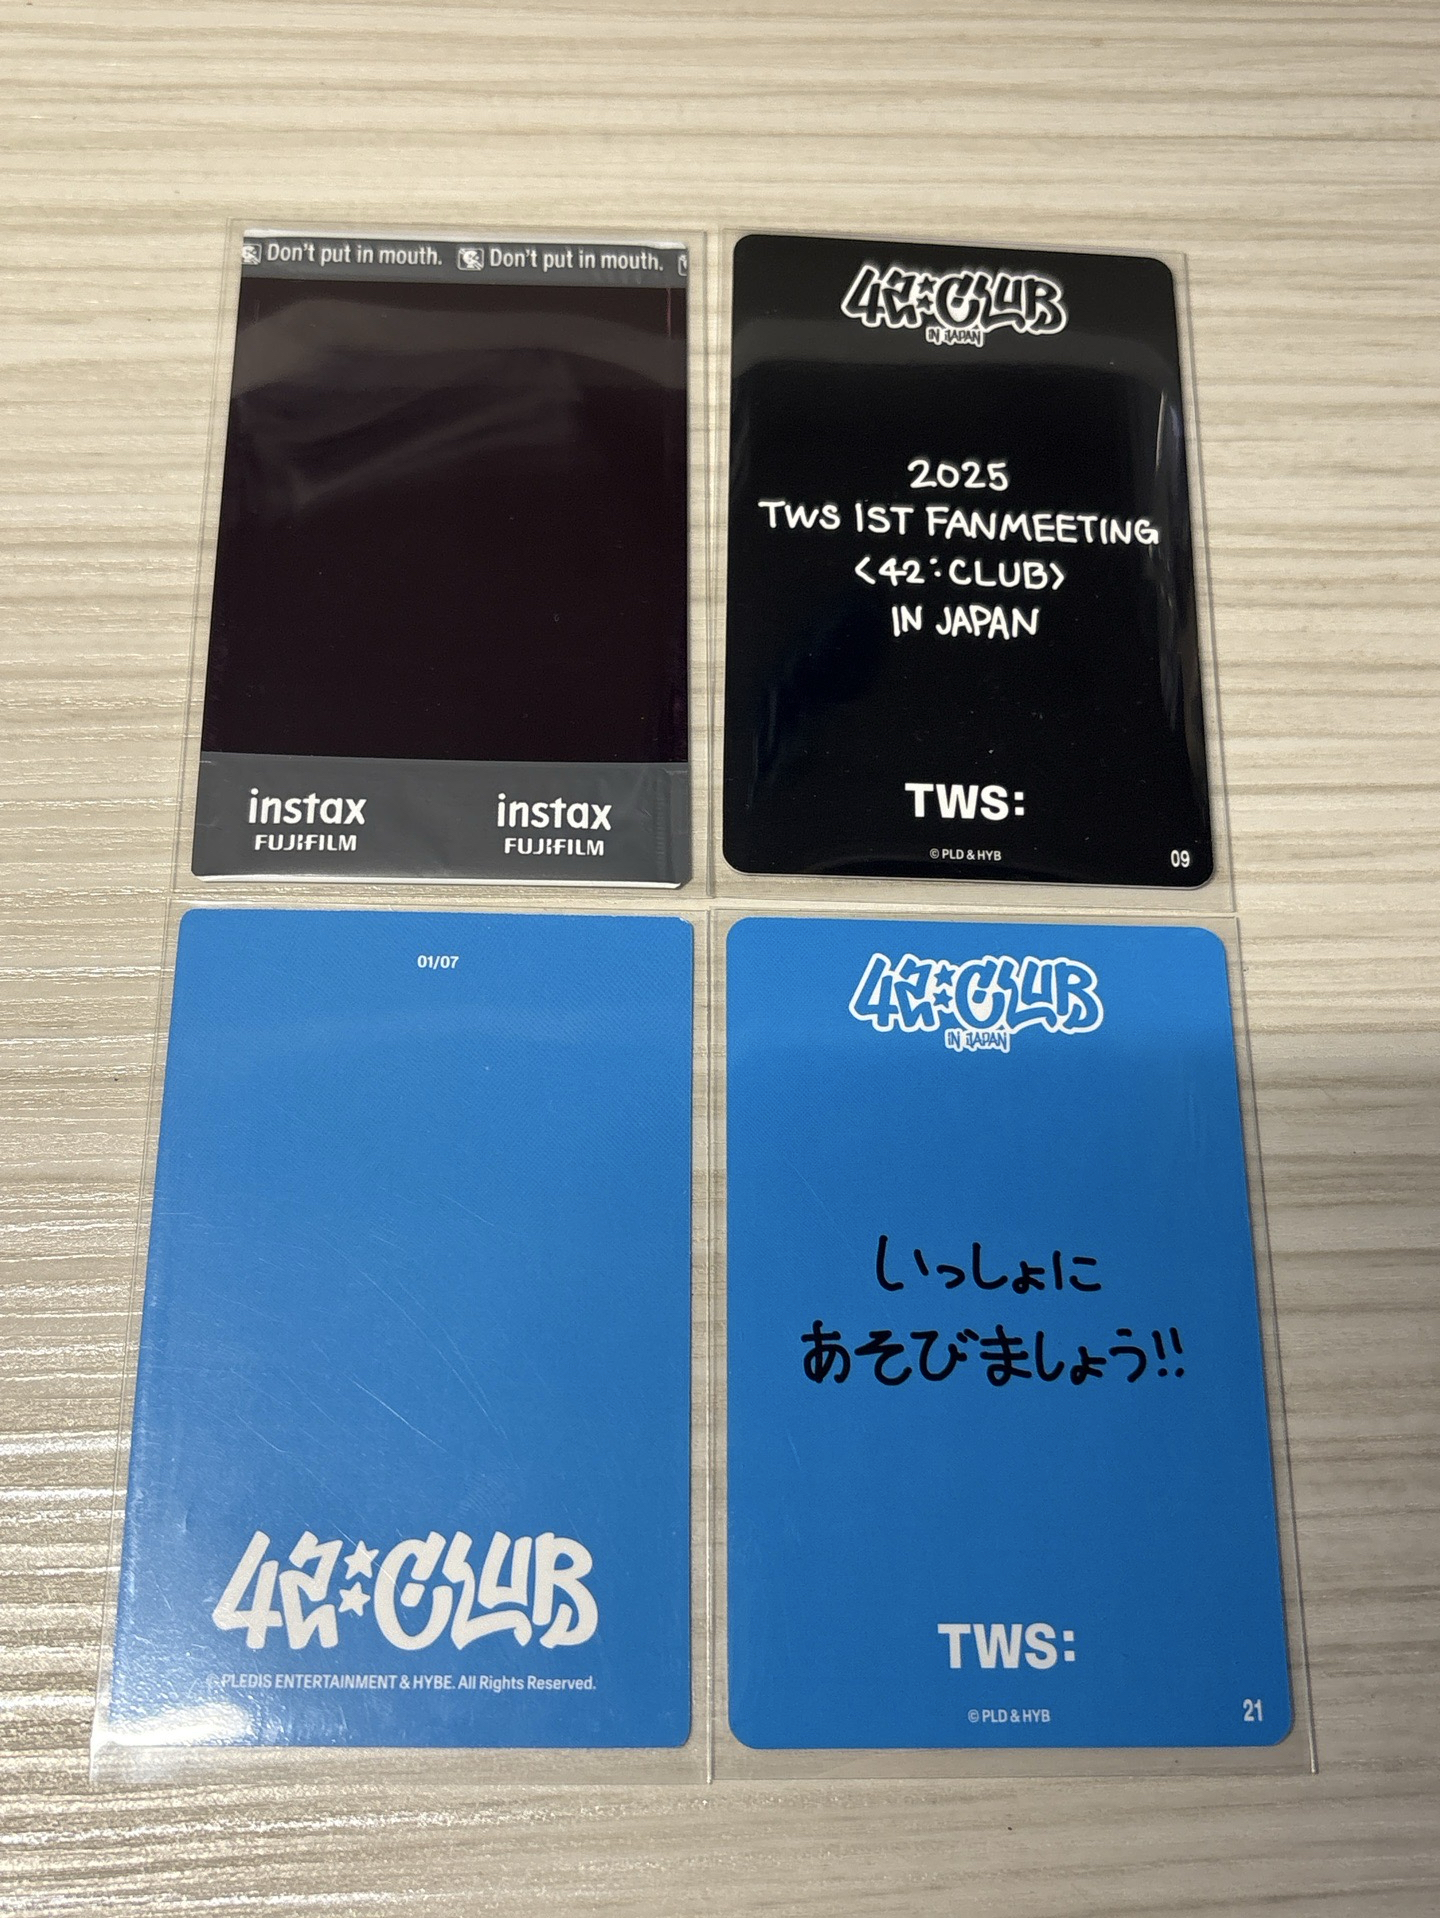 Don't put in mouth. Don't put in mouth.
instax instax
FUJIFILM FUJIFILM
42:CLUB
IN JAPAN
2025
TWS 1ST FANMEETING
<42:CLUB>
IN JAPAN
TWS:
© PLD & HYB
09
01/07
42:CLUB
© PLEDIS ENTERTAINMENT & HYBE. All Rights Reserved.
42:CLUB
IN JAPAN
いっしょに
あそびましょう!!
TWS:
© PLD & HYB
21